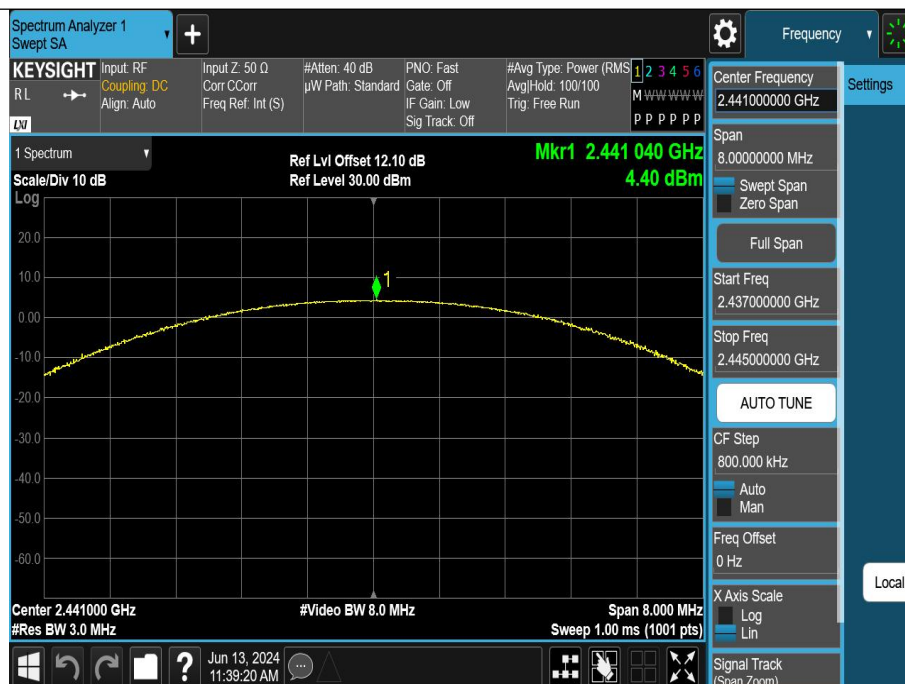 Spectrum Analyzer 1
Swept SA
Frequency
KEYSIGHT
RL
LXI
Input: RF
Coupling: DC
Align: Auto
Input Z: 50 Ω
Corr CCorr
Freq Ref: Int (S)
#Atten: 40 dB
µW Path: Standard
PNO: Fast
Gate: Off
IF Gain: Low
Sig Track: Off
#Avg Type: Power (RMS
Avg|Hold: 100/100
Trig: Free Run
1 2 3 4 5 6
M W W W W W
P P P P P P
Center Frequency
2.441000000 GHz
Settings
1 Spectrum
Scale/Div 10 dB
Log
Ref Lvl Offset 12.10 dB
Ref Level 30.00 dBm
Mkr1 2.441 040 GHz
4.40 dBm
Span
8.00000000 MHz
Swept Span
Zero Span
Full Span
Start Freq
2.437000000 GHz
Stop Freq
2.445000000 GHz
AUTO TUNE
CF Step
800.000 kHz
Auto
Man
Freq Offset
0 Hz
X Axis Scale
Log
Lin
Signal Track
(Span Zoom)
Local
20.0
10.0
1
0.00
-10.0
-20.0
-30.0
-40.0
-50.0
-60.0
Center 2.441000 GHz
#Res BW 3.0 MHz
#Video BW 8.0 MHz
Span 8.000 MHz
Sweep 1.00 ms (1001 pts)
?
Jun 13, 2024
11:39:20 AM